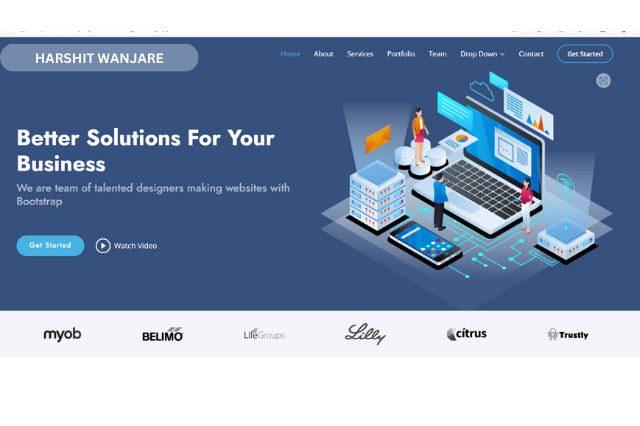 HARSHIT WANJARE
Home About Services Portfolio Team Drop Down Contact Get Started
Better Solutions For Your
Business
We are team of talented designers making websites with
Bootstrap
Get Started Watch Video
myob BELIMO LifeGroups Lilly citrus Trustly